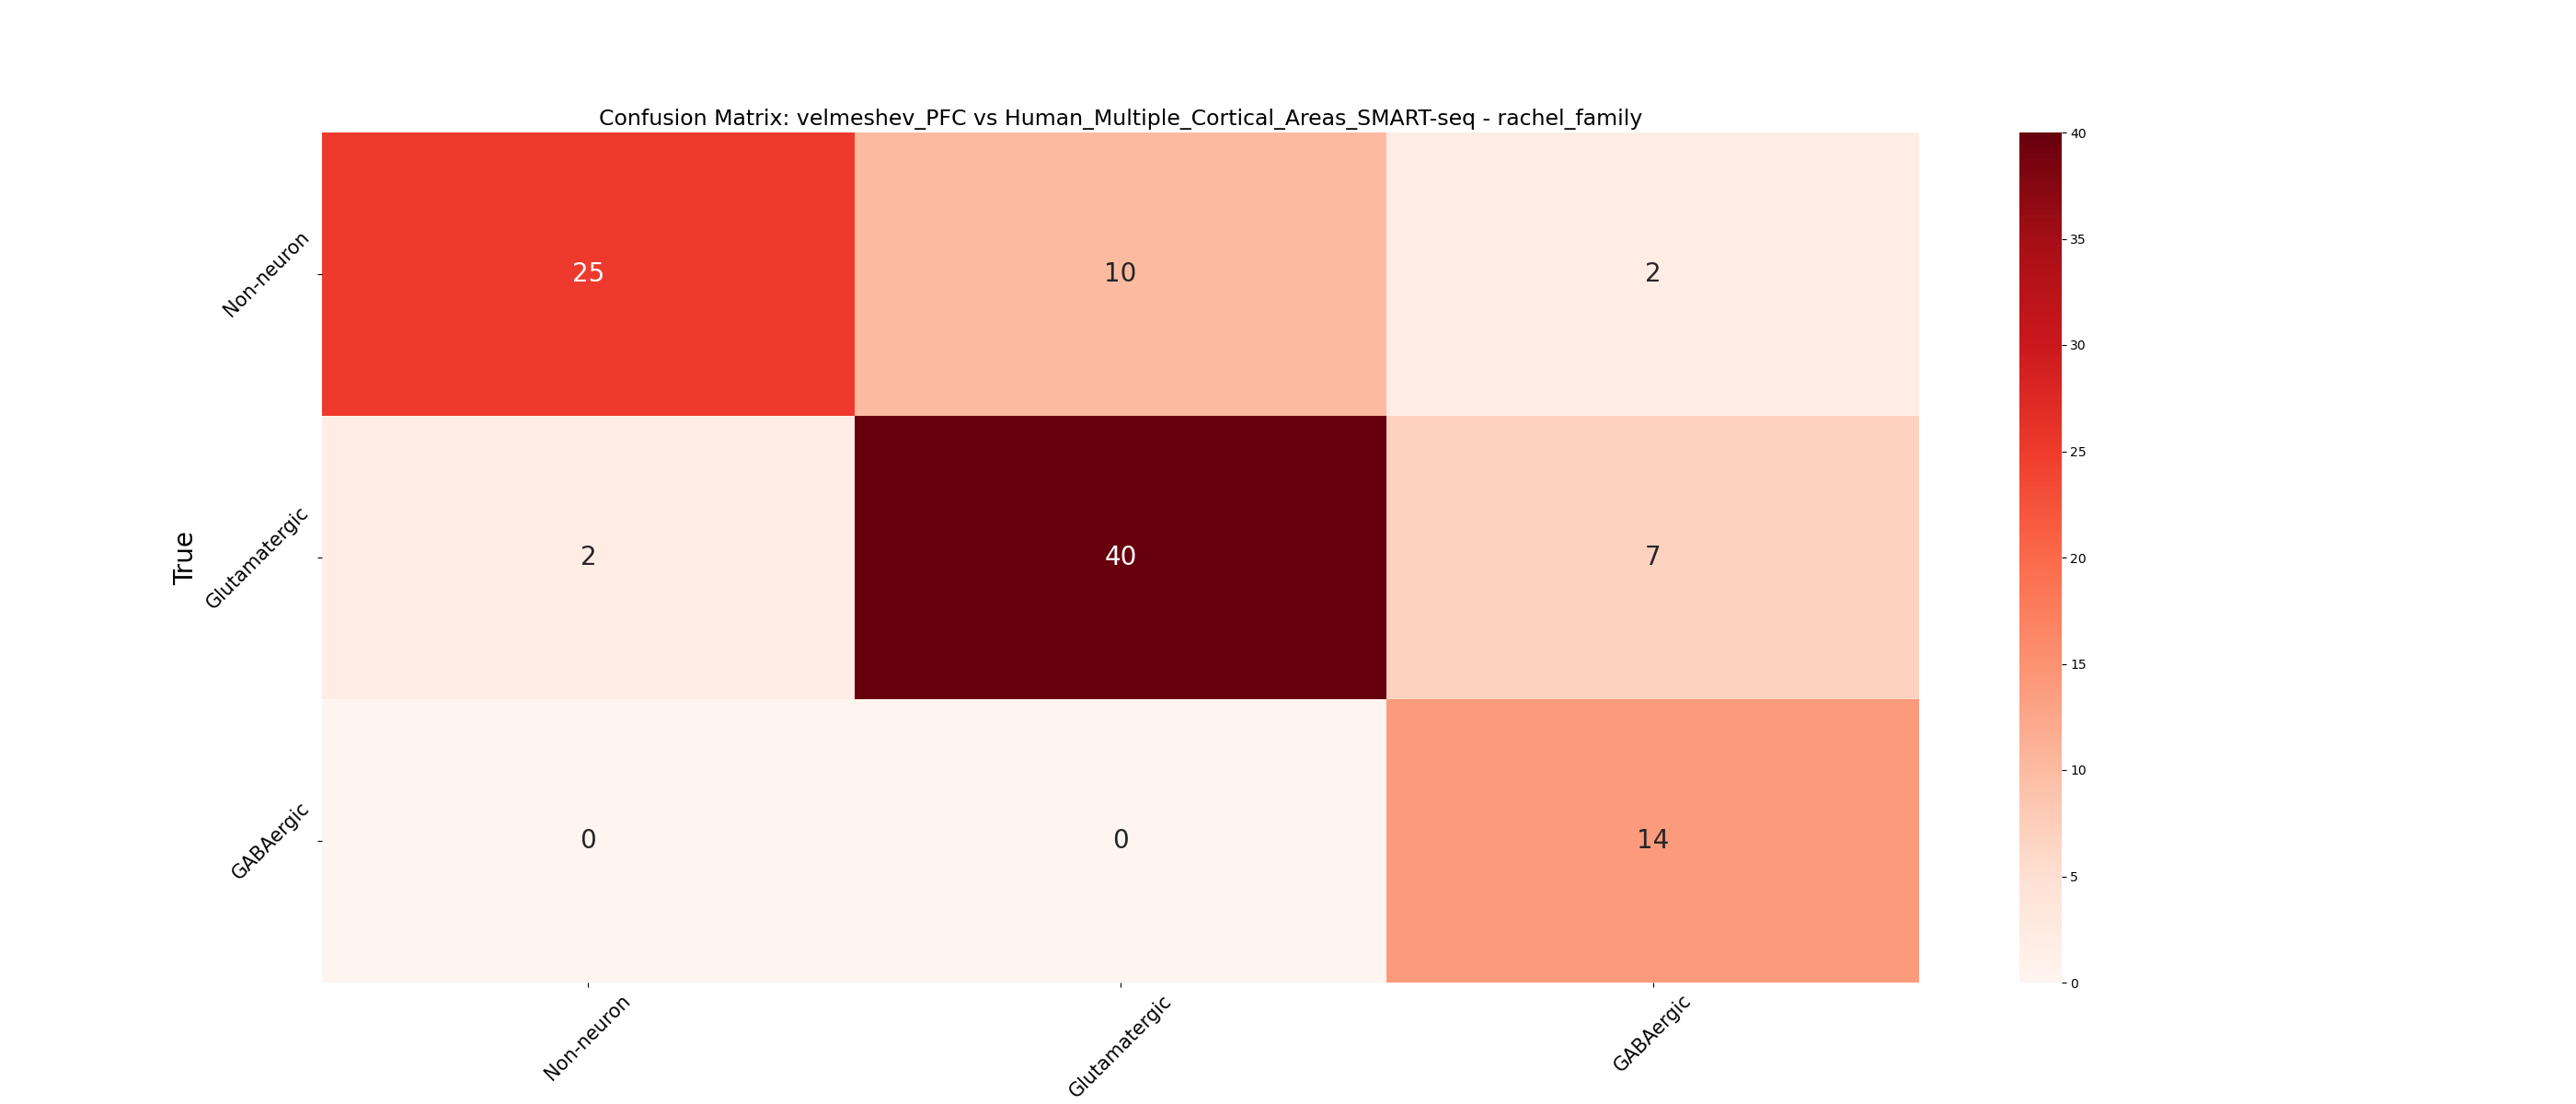 Confusion Matrix: velmeshev_PFC vs Human_Multiple_Cortical_Areas_SMART-seq - rachel_family
True
Non-neuron
25
10
2
Glutamatergic
2
40
7
GABAergic
0
0
14
Non-neuron
Glutamatergic
GABAergic
40
35
30
25
20
15
10
5
0